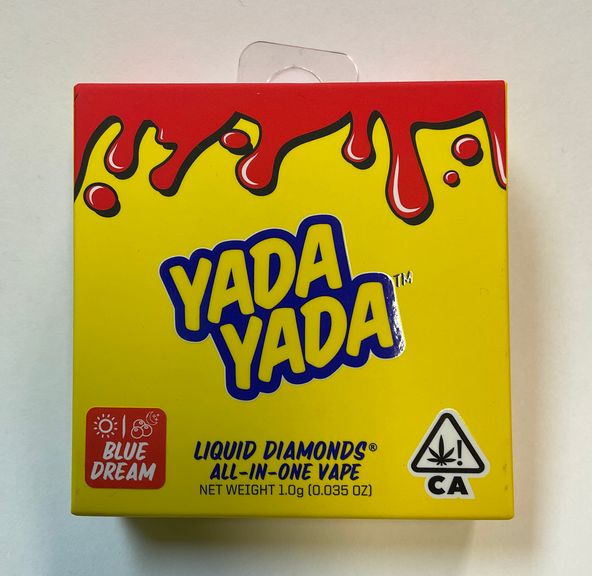 YADA
YADA™
BLUE
DREAM
LIQUID DIAMONDS®
ALL-IN-ONE VAPE
NET WEIGHT 1.0g (0.035 OZ)
!
CA